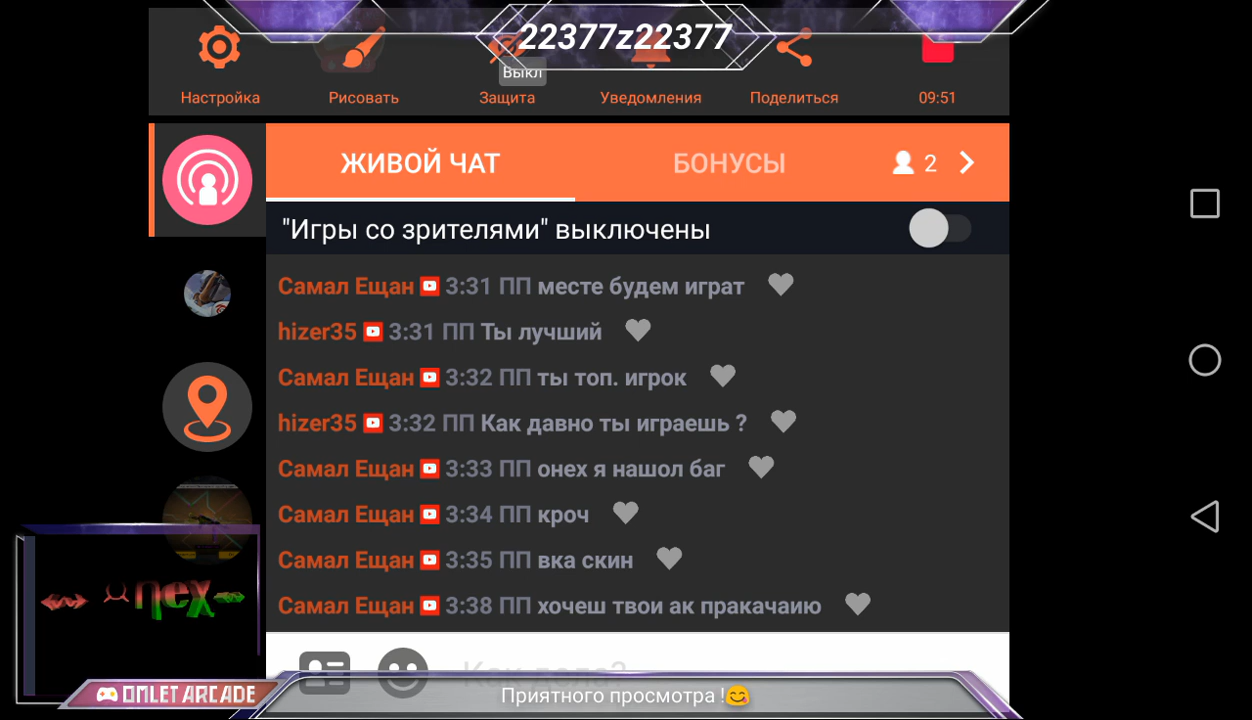 22377z22377
Выкл
Настройка Рисовать Защита Уведомления Поделиться 09:51
ЖИВОЙ ЧАТ БОНУСЫ 2
"Игры со зрителями" выключены
Самал Ещан 3:31 ПП месте будем играт
hizer35 3:31 ПП Ты лучший
Самал Ещан 3:32 ПП ты топ. игрок
hizer35 3:32 ПП Как давно ты играешь ?
Самал Ещан 3:33 ПП онех я нашол баг
Самал Ещан 3:34 ПП кроч
Самал Ещан 3:35 ПП вка скин
Самал Ещан 3:38 ПП хочеш твои ак пракачаию
nex
Как дела?
OMLET ARCADE
Приятного просмотра !😋